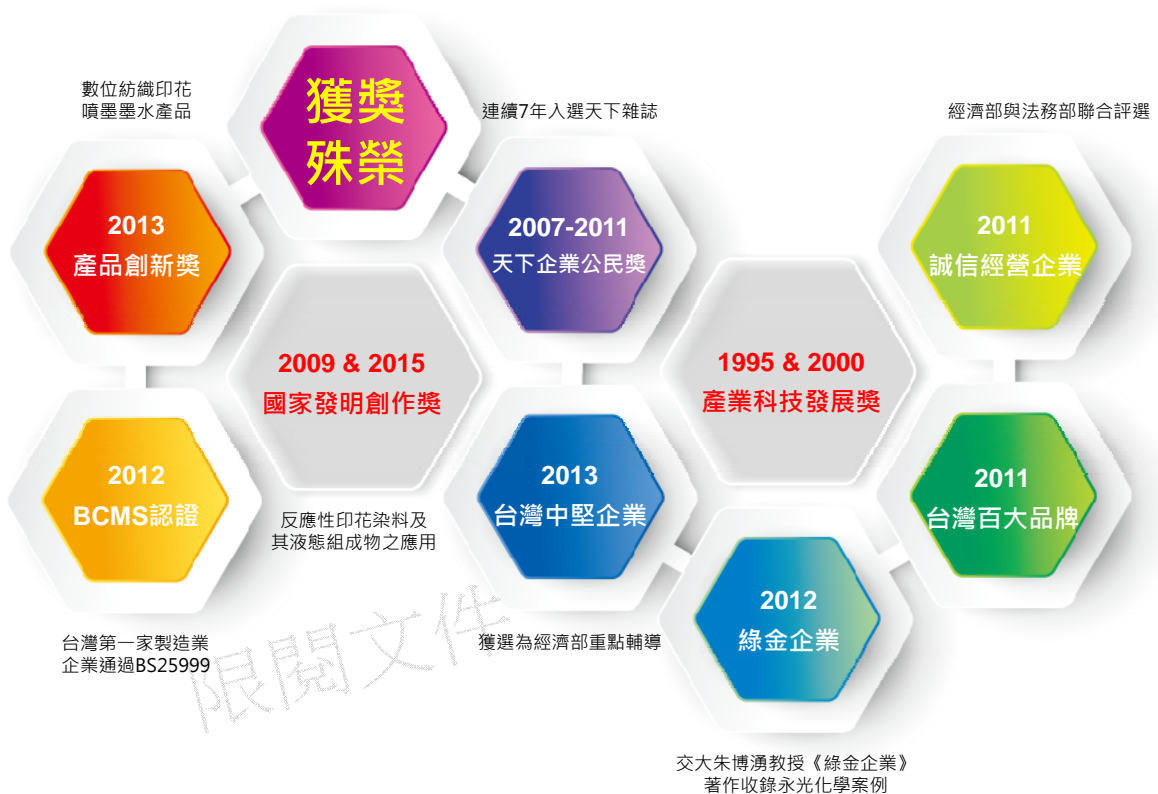 獲獎
殊榮
數位紡織印花
噴墨墨水產品
2013
產品創新獎
連續7年入選天下雜誌
2007-2011
天下企業公民獎
經濟部與法務部聯合評選
2011
誠信經營企業
2009 & 2015
國家發明創作獎
反應性印花染料及
其液態組成物之應用
1995 & 2000
產業科技發展獎
2012
BCMS認證
台灣第一家製造業
企業通過BS25999
2013
台灣中堅企業
獲選為經濟部重點輔導
2011
台灣百大品牌
2012
綠金企業
交大朱博湧教授《綠金企業》
著作收錄永光化學案例
限閱文件